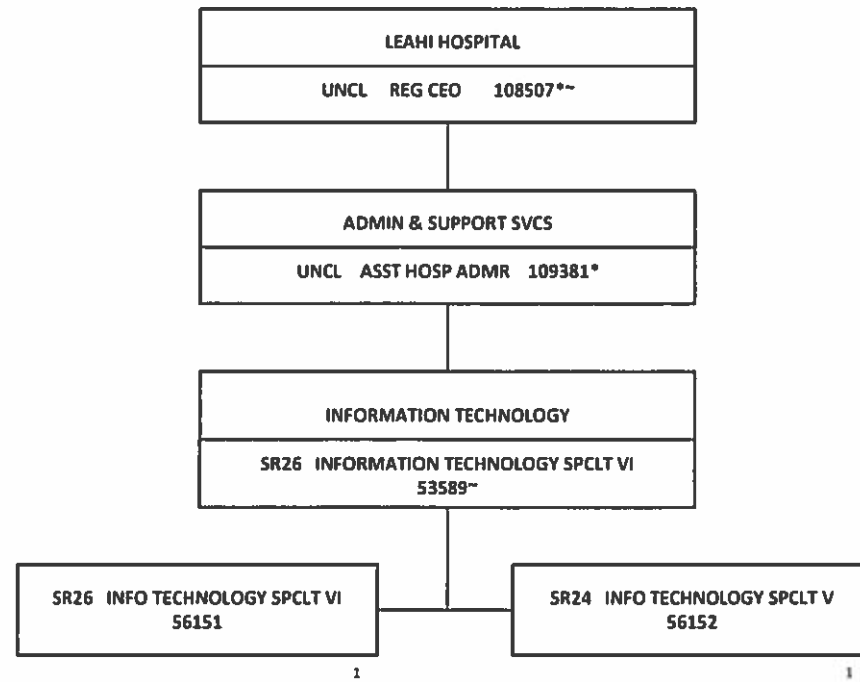 LEAHI HOSPITAL
UNCL REG CEO 108507*~
ADMIN & SUPPORT SVCS
UNCL ASST HOSP ADMR 109381*
INFORMATION TECHNOLOGY
SR26 INFORMATION TECHNOLOGY SPCLT VI
53589~
SR26 INFO TECHNOLOGY SPCLT VI
56151
1
SR24 INFO TECHNOLOGY SPCLT V
56152
1